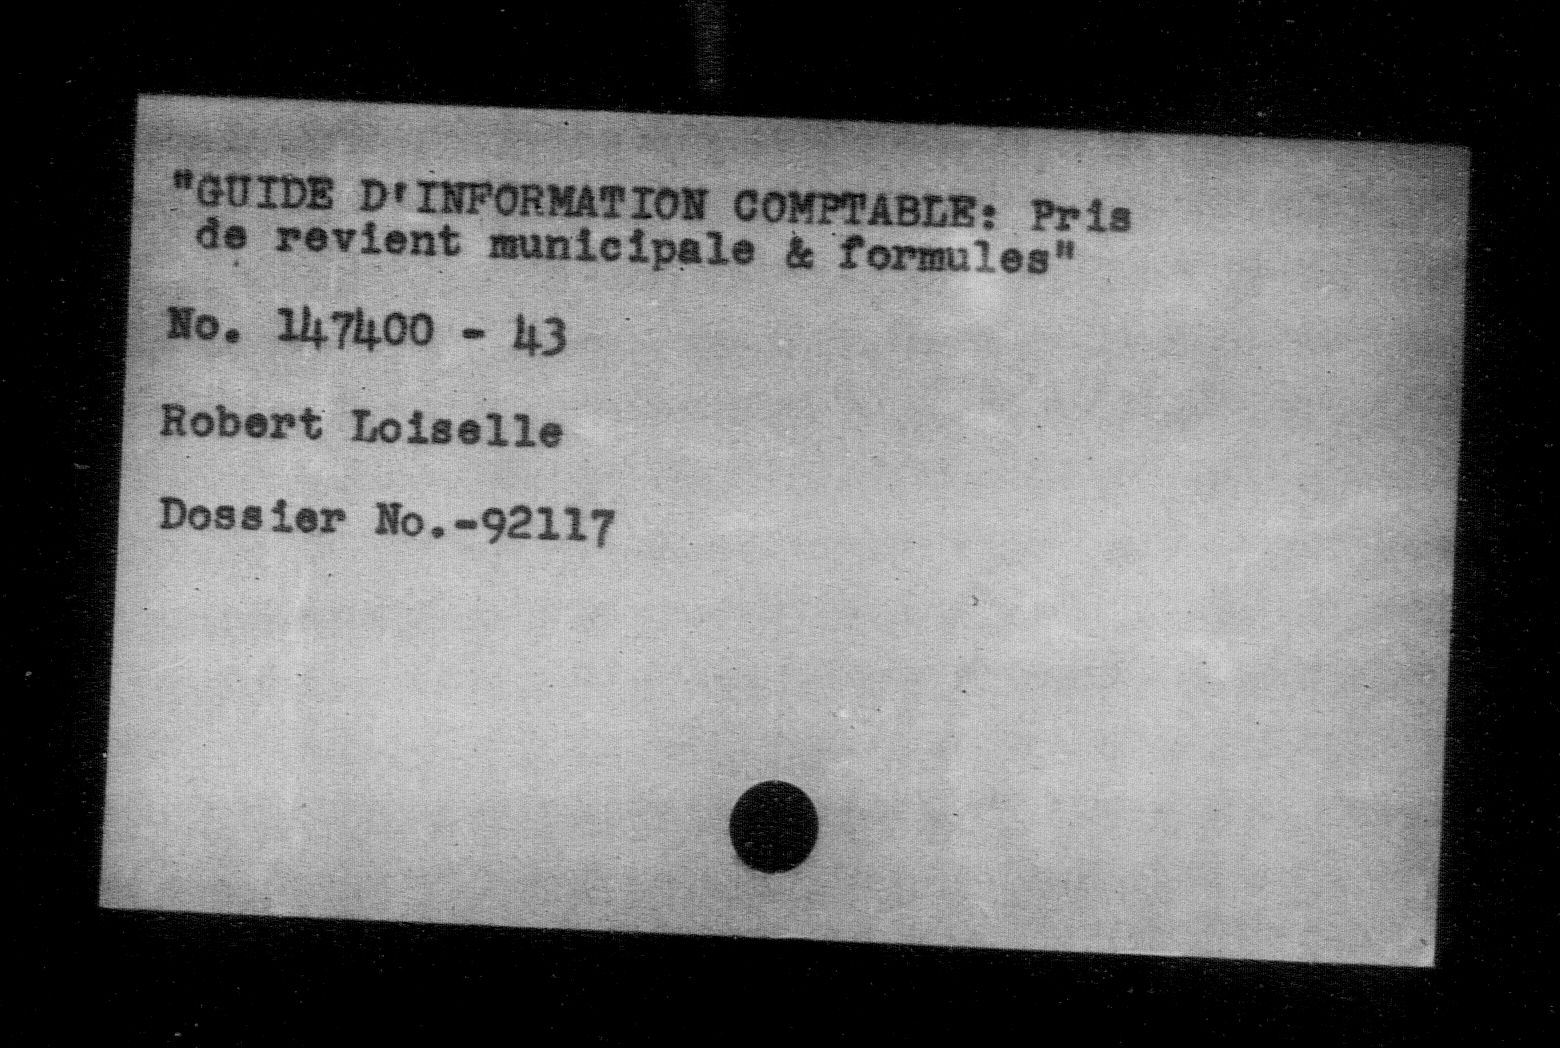 "GUIDE D'INFORMATION COMPTABLE: Pris
de revient municipale & formules"
No. 147400 - 43
Robert Loiselle
Dossier No.-92117